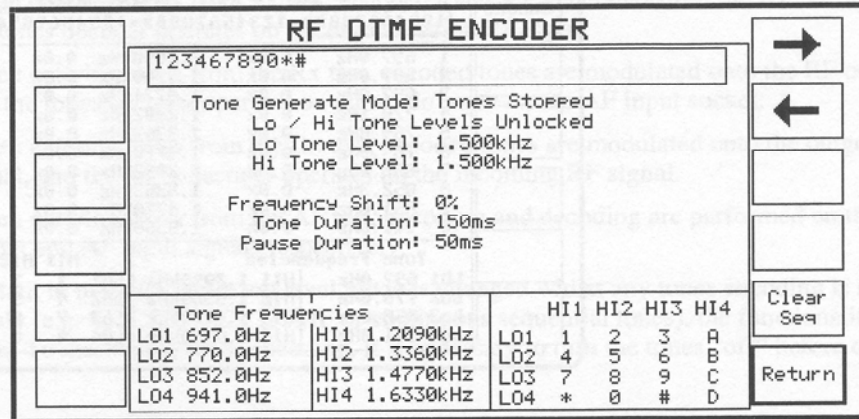 RF DTMF ENCODER
123467890*#
Tone Generate Mode: Tones Stopped
Lo / Hi Tone Levels Unlocked
Lo Tone Level: 1.500kHz
Hi Tone Level: 1.500kHz
Frequency Shift: 0%
Tone Duration: 150ms
Pause Duration: 50ms
Tone Frequencies
LO1 697.0Hz HI1 1.2090kHz
LO2 770.0Hz HI2 1.3360kHz
LO3 852.0Hz HI3 1.4770kHz
LO4 941.0Hz HI4 1.6330kHz
HI1 HI2 HI3 HI4
LO1 1 2 3 A
LO2 4 5 6 B
LO3 7 8 9 C
LO4 * 0 # D
Clear
Seq
Return